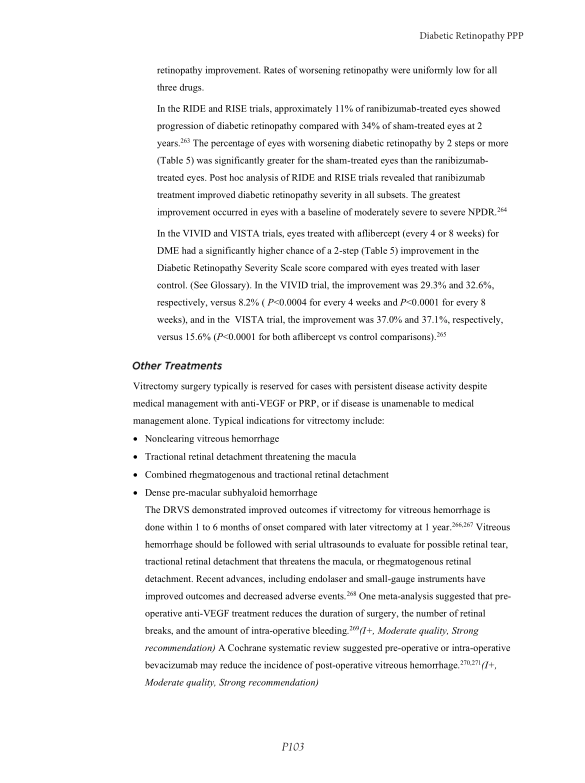 Diabetic Retinopathy PPP
retinopathy improvement. Rates of worsening retinopathy were uniformly low for all
three drugs.
In the RIDE and RISE trials, approximately 11% of ranibizumab-treated eyes showed
progression of diabetic retinopathy compared with 34% of sham-treated eyes at 2
years.263 The percentage of eyes with worsening diabetic retinopathy by 2 steps or more
(Table 5) was significantly greater for the sham-treated eyes than the ranibizumab-
treated eyes. Post hoc analysis of RIDE and RISE trials revealed that ranibizumab
treatment improved diabetic retinopathy severity in all subsets. The greatest
improvement occurred in eyes with a baseline of moderately severe to severe NPDR.264
In the VIVID and VISTA trials, eyes treated with aflibercept (every 4 or 8 weeks) for
DME had a significantly higher chance of a 2-step (Table 5) improvement in the
Diabetic Retinopathy Severity Scale score compared with eyes treated with laser
control. (See Glossary). In the VIVID trial, the improvement was 29.3% and 32.6%,
respectively, versus 8.2% ( P<0.0004 for every 4 weeks and P<0.0001 for every 8
weeks), and in the VISTA trial, the improvement was 37.0% and 37.1%, respectively,
versus 15.6% (P<0.0001 for both aflibercept vs control comparisons).265
Other Treatments
Vitrectomy surgery typically is reserved for cases with persistent disease activity despite
medical management with anti-VEGF or PRP, or if disease is unamenable to medical
management alone. Typical indications for vitrectomy include:
• Nonclearing vitreous hemorrhage
• Tractional retinal detachment threatening the macula
• Combined rhegmatogenous and tractional retinal detachment
• Dense pre-macular subhyaloid hemorrhage
The DRVS demonstrated improved outcomes if vitrectomy for vitreous hemorrhage is
done within 1 to 6 months of onset compared with later vitrectomy at 1 year.266,267 Vitreous
hemorrhage should be followed with serial ultrasounds to evaluate for possible retinal tear,
tractional retinal detachment that threatens the macula, or rhegmatogenous retinal
detachment. Recent advances, including endolaser and small-gauge instruments have
improved outcomes and decreased adverse events.268 One meta-analysis suggested that pre-
operative anti-VEGF treatment reduces the duration of surgery, the number of retinal
breaks, and the amount of intra-operative bleeding.269(I+, Moderate quality, Strong
recommendation) A Cochrane systematic review suggested pre-operative or intra-operative
bevacizumab may reduce the incidence of post-operative vitreous hemorrhage.270,271(I+,
Moderate quality, Strong recommendation)
P103